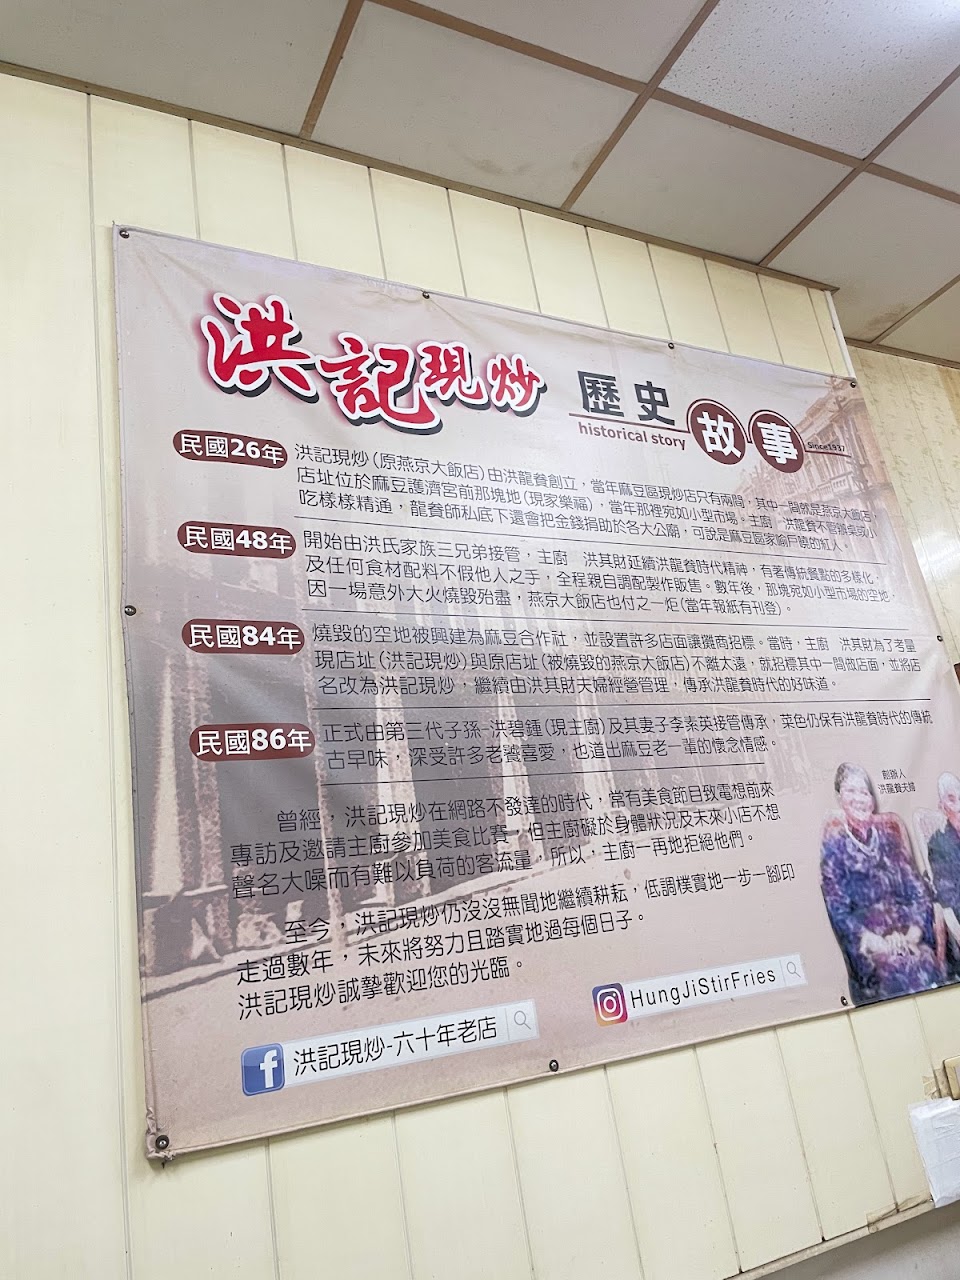 洪記現炒 歷史故事
historical story
Since1937
民國26年 洪記現炒(原燕京大飯店)由洪龍養創立,當年麻豆區現炒店只有兩間,其中一間就是燕京大飯店,
店址位於麻豆護濟宮前那塊地(現家樂福),當年那裡宛如小型市場。主廚 洪龍養不管辦桌或小
吃樣樣精通,龍養師私底下還會把金錢捐助於各大公廟,可說是麻豆區家喻戶曉的紅人。
民國48年 開始由洪氏家族三兄弟接管,主廚 洪其財延續洪龍養時代精神,有著傳統餐點的多樣化,
及任何食材配料不假他人之手,全程親自調配製作販售。數年後,那塊宛如小型市場的空地,
因一場意外大火燒毀殆盡,燕京大飯店也付之一炬(當年報紙有刊登)。
民國84年 燒毀的空地被興建為麻豆合作社,並設置許多店面讓攤商招標。當時,主廚 洪其財為了考量
現店址(洪記現炒)與原店址(被燒毀的燕京大飯店)不離太遠,就招標其中一間做店面,並將店
名改為洪記現炒,繼續由洪其財夫婦經營管理,傳承洪龍養時代的好味道。
民國86年 正式由第三代子孫-洪碧鍾(現主廚)及其妻子李素英接管傳承,菜色仍保有洪龍養時代的傳統
古早味,深受許多老饕喜愛,也道出麻豆老一輩的懷念情感。
創辦人
洪龍養夫婦
曾經,洪記現炒在網路不發達的時代,常有美食節目致電想前來
專訪及邀請主廚參加美食比賽,但主廚礙於身體狀況及未來小店不想
聲名大噪而有難以負荷的客流量,所以,主廚一再地拒絕他們。
至今,洪記現炒仍沒沒無聞地繼續耕耘,低調樸實地一步一腳印
走過數年,未來將努力且踏實地過每個日子。
洪記現炒誠摯歡迎您的光臨。
f 洪記現炒-六十年老店
HungJiStirFries